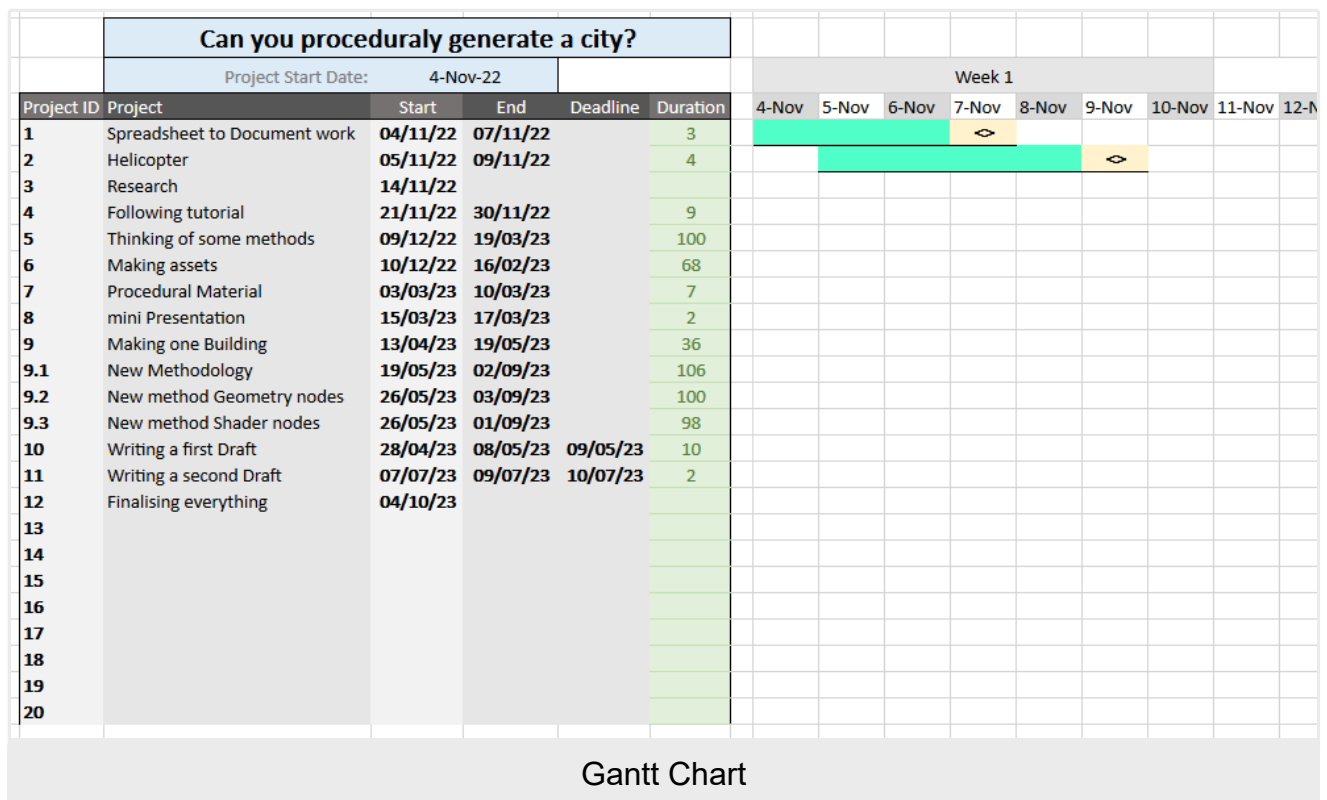 Can you proceduraly generate a city?
Project Start Date: 4-Nov-22 Week 1
Project ID Project Start End Deadline Duration 4-Nov 5-Nov 6-Nov 7-Nov 8-Nov 9-Nov 10-Nov 11-Nov 12-N
1 Spreadsheet to Document work 04/11/22 07/11/22 3 <>
2 Helicopter 05/11/22 09/11/22 4 <>
3 Research 14/11/22
4 Following tutorial 21/11/22 30/11/22 9
5 Thinking of some methods 09/12/22 19/03/23 100
6 Making assets 10/12/22 16/02/23 68
7 Procedural Material 03/03/23 10/03/23 7
8 mini Presentation 15/03/23 17/03/23 2
9 Making one Building 13/04/23 19/05/23 36
9.1 New Methodology 19/05/23 02/09/23 106
9.2 New method Geometry nodes 26/05/23 03/09/23 100
9.3 New method Shader nodes 26/05/23 01/09/23 98
10 Writing a first Draft 28/04/23 08/05/23 09/05/23 10
11 Writing a second Draft 07/07/23 09/07/23 10/07/23 2
12 Finalising everything 04/10/23
13
14
15
16
17
18
19
20
Gantt Chart